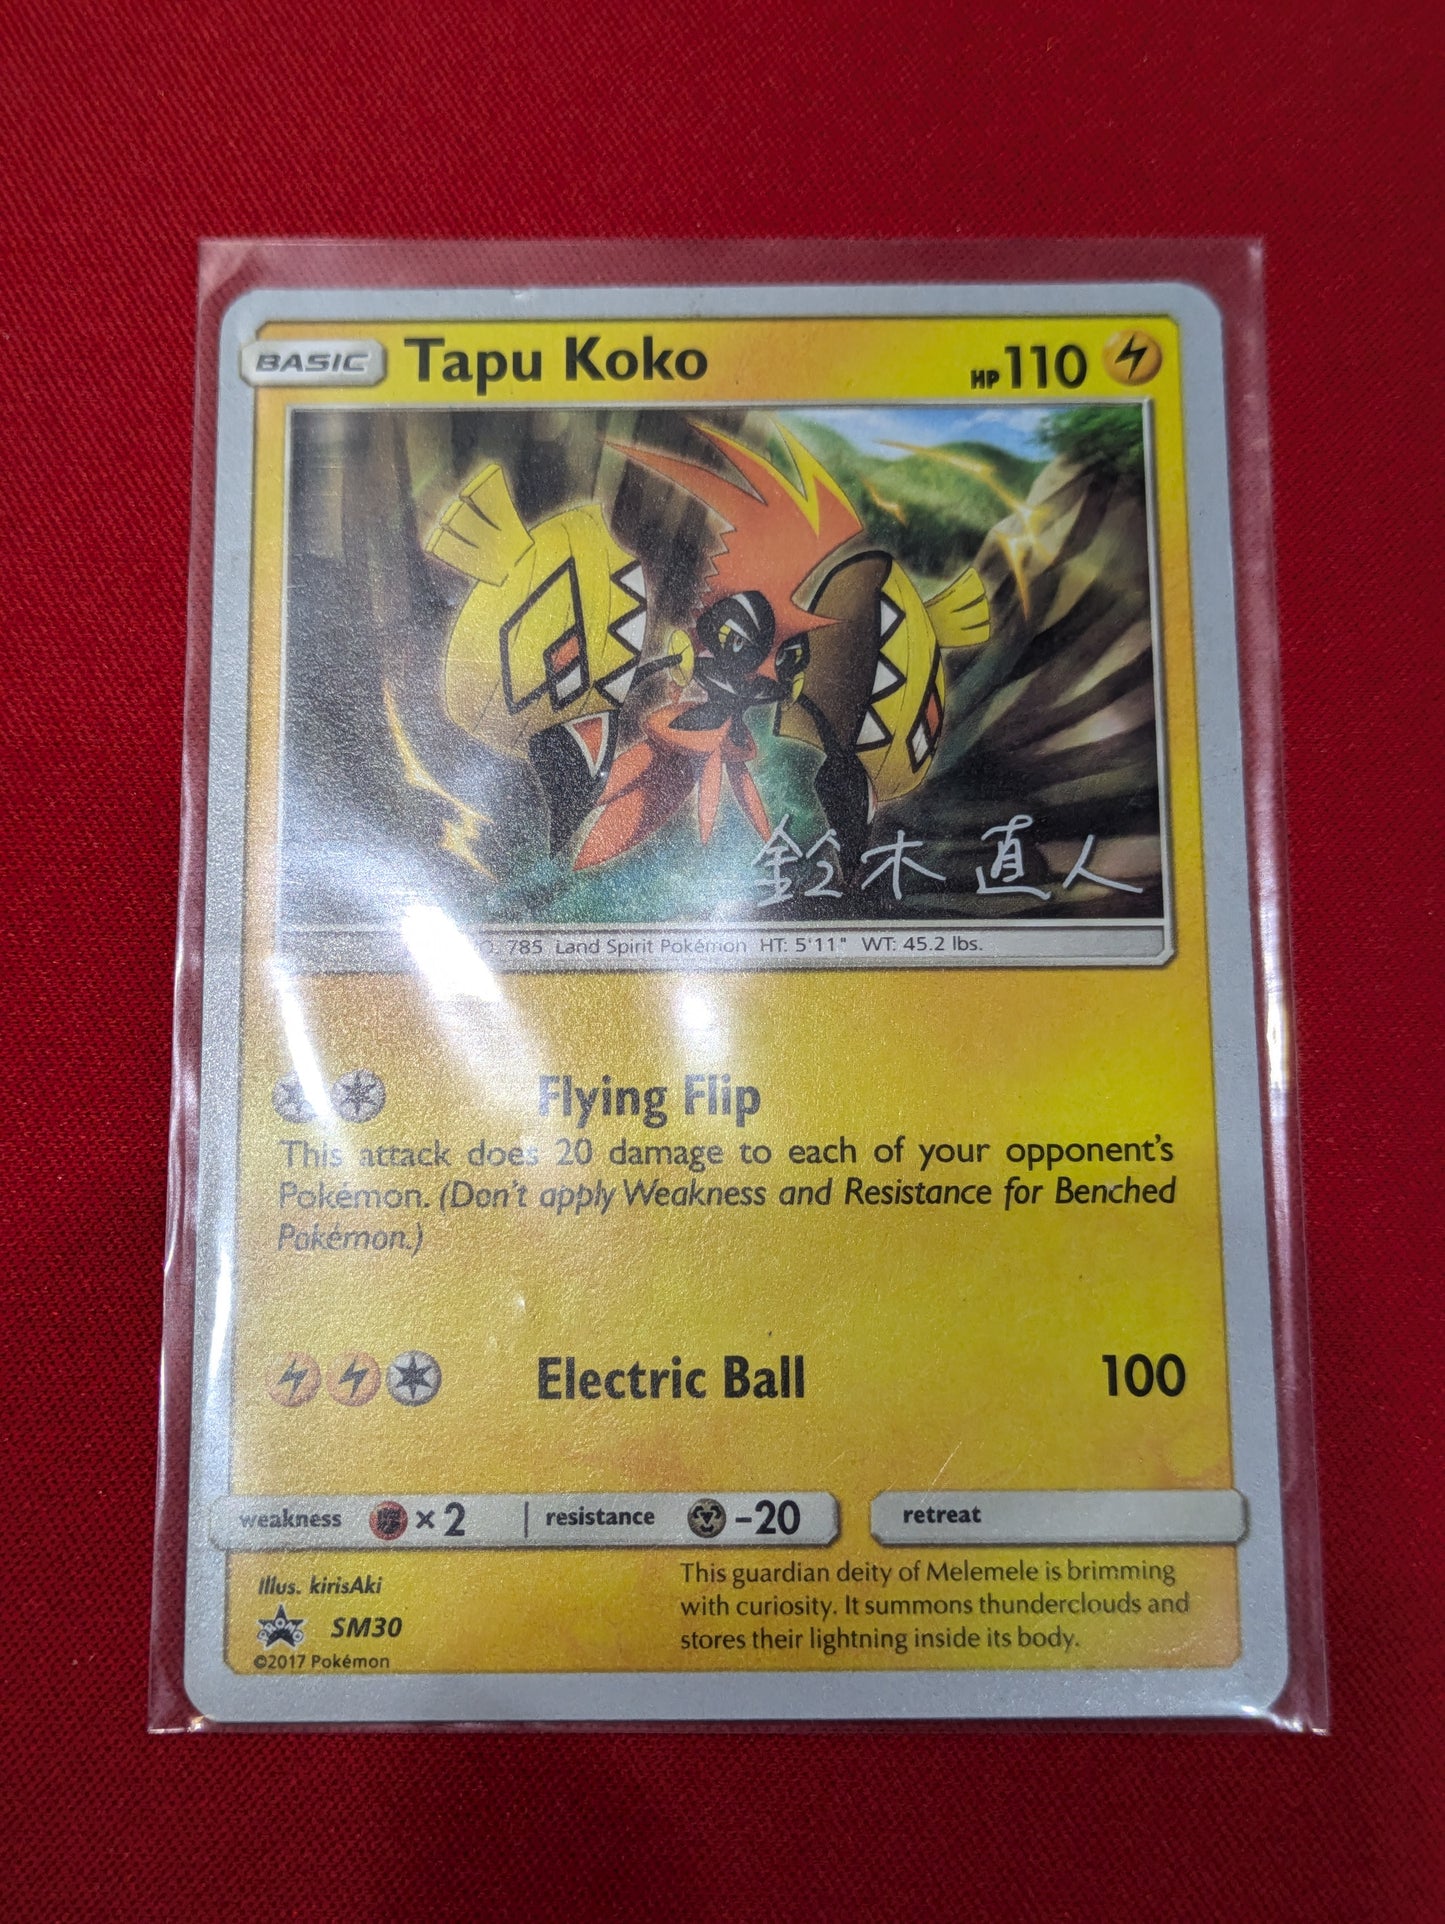 BASIC Tapu Koko HP 110
鈴木直人
785 Land Spirit Pokémon HT: 5'11" WT: 45.2 lbs.
Flying Flip
This attack does 20 damage to each of your opponent's
Pokémon. (Don't apply Weakness and Resistance for Benched
Pokémon.)
Electric Ball 100
weakness ×2 resistance -20 retreat
Illus. kirisAki
PROMO SM30
©2017 Pokémon
This guardian deity of Melemele is brimming
with curiosity. It summons thunderclouds and
stores their lightning inside its body.